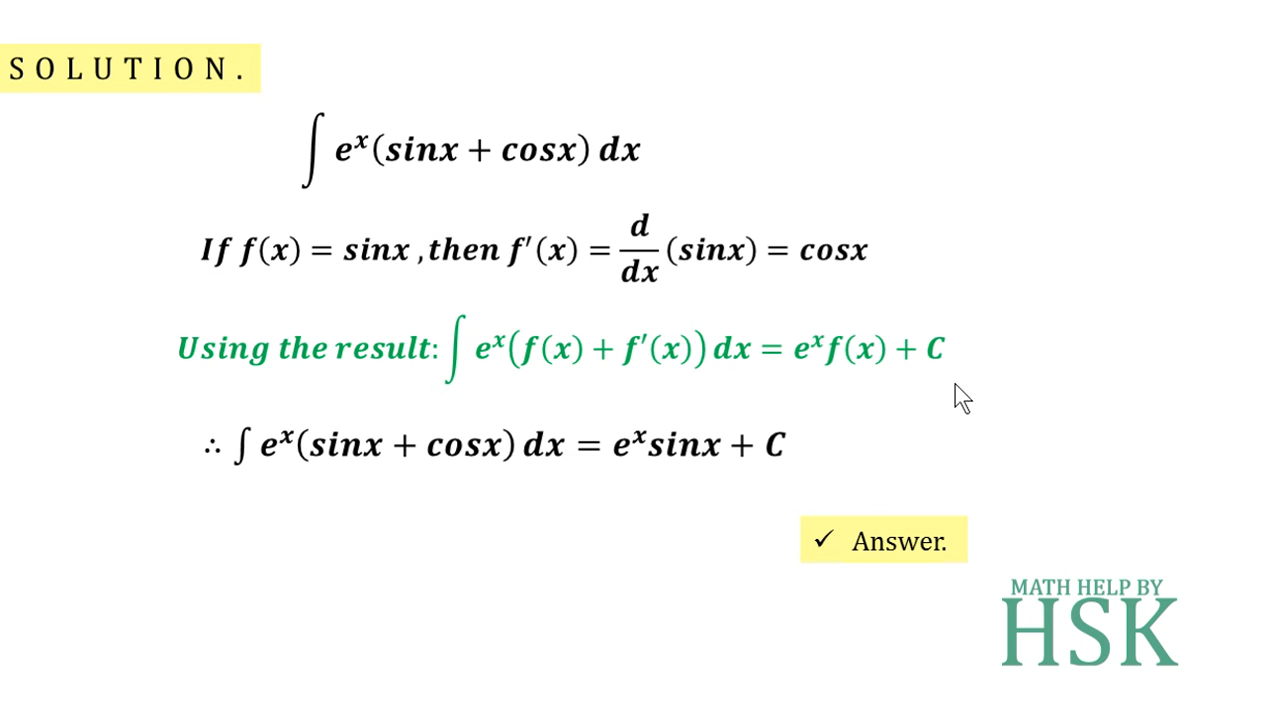 SOLUTION.
∫ eˣ(sinx + cosx) dx
If f(x) = sinx ,then f′(x) = d/dx (sinx) = cosx
Using the result: ∫ eˣ(f(x) + f′(x)) dx = eˣf(x) + C
∴ ∫ eˣ(sinx + cosx) dx = eˣsinx + C
✓ Answer.
MATH HELP BY
HSK